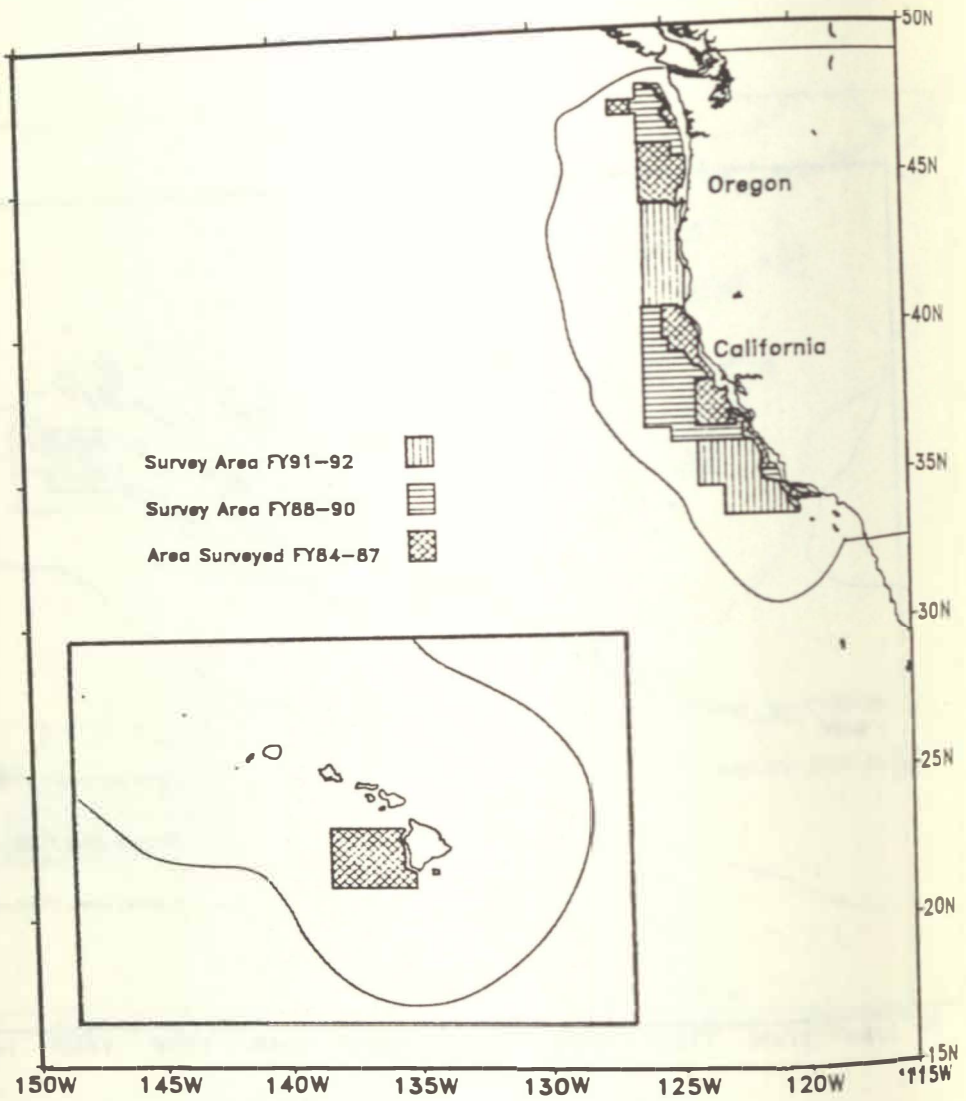 50N
45N
Oregon
40N
California
35N
Survey Area FY91-92
Survey Area FY88-90
Area Surveyed FY84-87
30N
25N
20N
15N
150W 145W 140W 135W 130W 125W 120W 115W